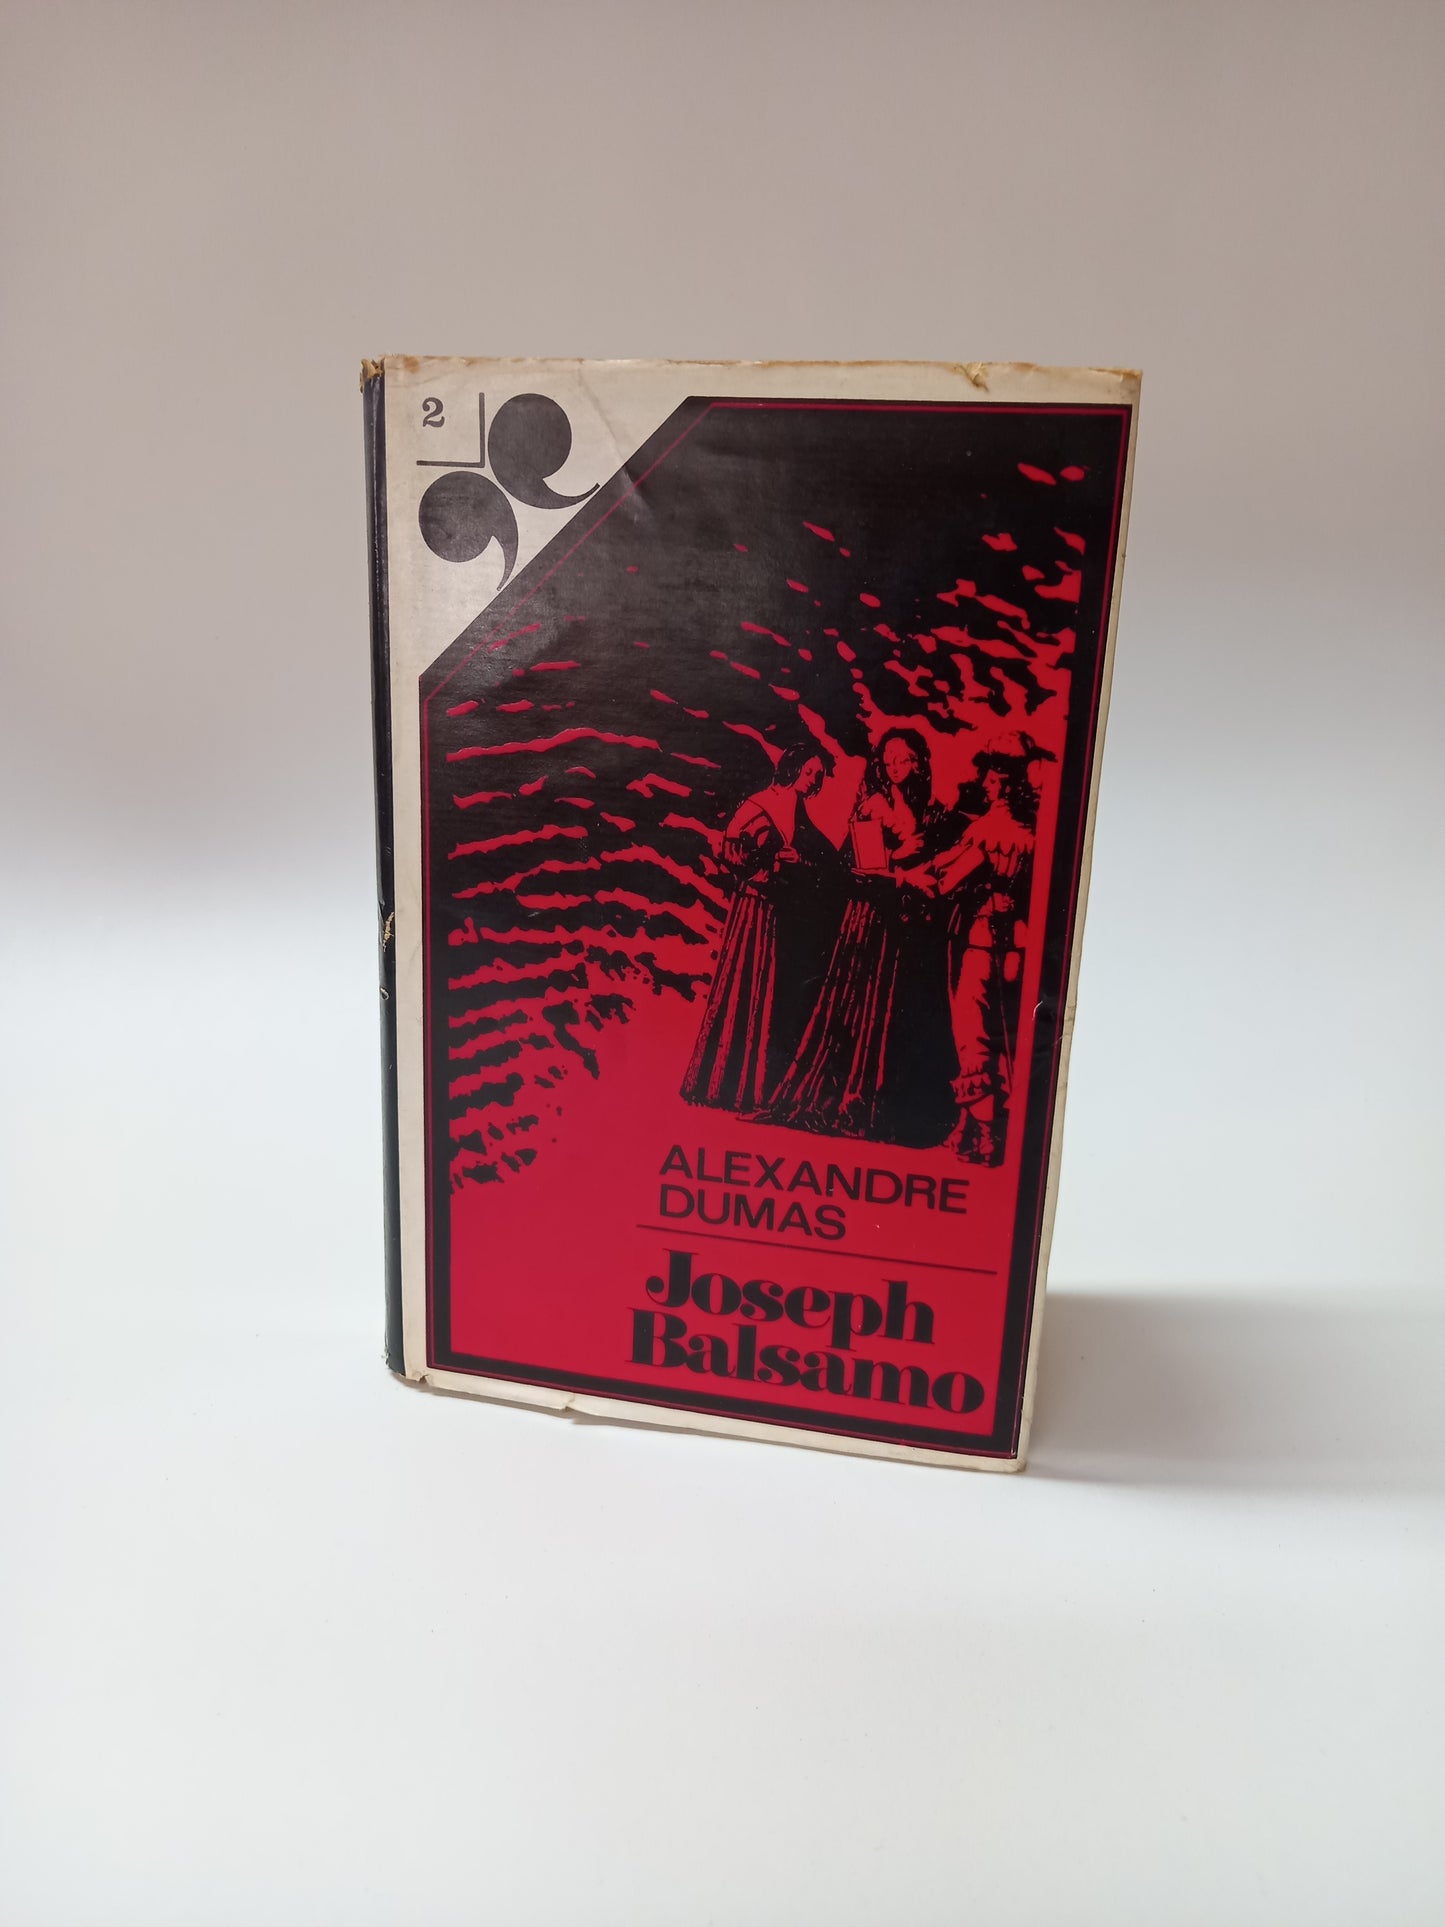 2
ALEXANDRE
DUMAS
Joseph
Balsamo